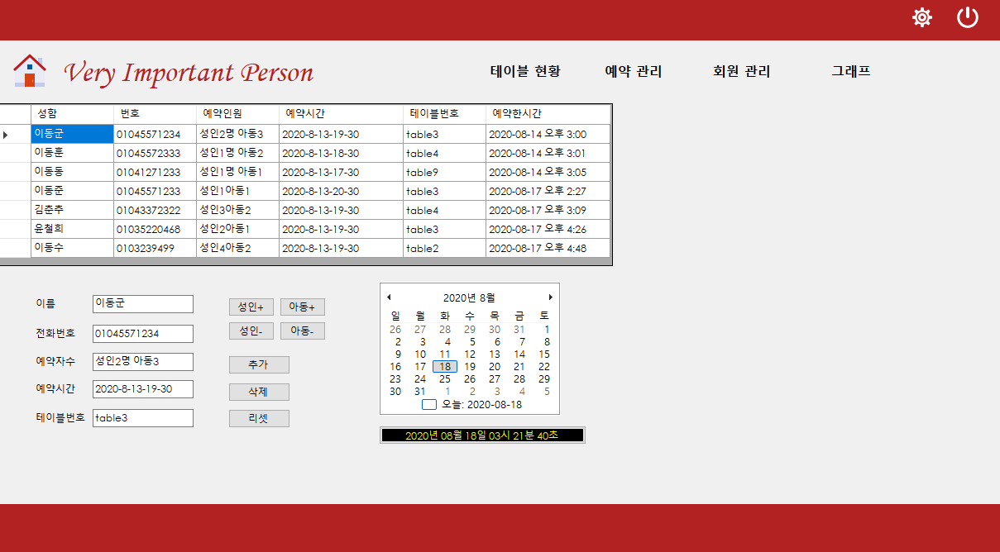 Very Important Person 테이블 현황 예약 관리 회원 관리 그래프
성함 번호 예약인원 예약시간 테이블번호 예약한시간
이동군 01045571234 성인2명 아동3 2020-8-13-19-30 table3 2020-08-14 오후 3:00
이동훈 01045572333 성인1명 아동2 2020-8-13-18-30 table4 2020-08-14 오후 3:01
이동동 01041271233 성인1명 아동1 2020-8-13-17-30 table9 2020-08-14 오후 3:05
이동준 01045571233 성인1아동1 2020-8-13-20-30 table3 2020-08-17 오후 2:27
김춘추 01043372322 성인3아동2 2020-8-13-19-30 table4 2020-08-17 오후 3:09
윤철희 01035220468 성인2아동1 2020-8-13-19-30 table3 2020-08-17 오후 4:26
이동수 0103239499 성인4아동2 2020-8-13-19-30 table2 2020-08-17 오후 4:48
이름 이동군
전화번호 01045571234
예약자수 성인2명 아동3
예약시간 2020-8-13-19-30
테이블번호 table3
성인+ 아동+
성인- 아동-
추가
삭제
리셋
2020년 8월
일 월 화 수 목 금 토
26 27 28 29 30 31 1
2 3 4 5 6 7 8
9 10 11 12 13 14 15
16 17 18 19 20 21 22
23 24 25 26 27 28 29
30 31 1 2 3 4 5
오늘: 2020-08-18
2020년 08월 18일 03시 21분 40초